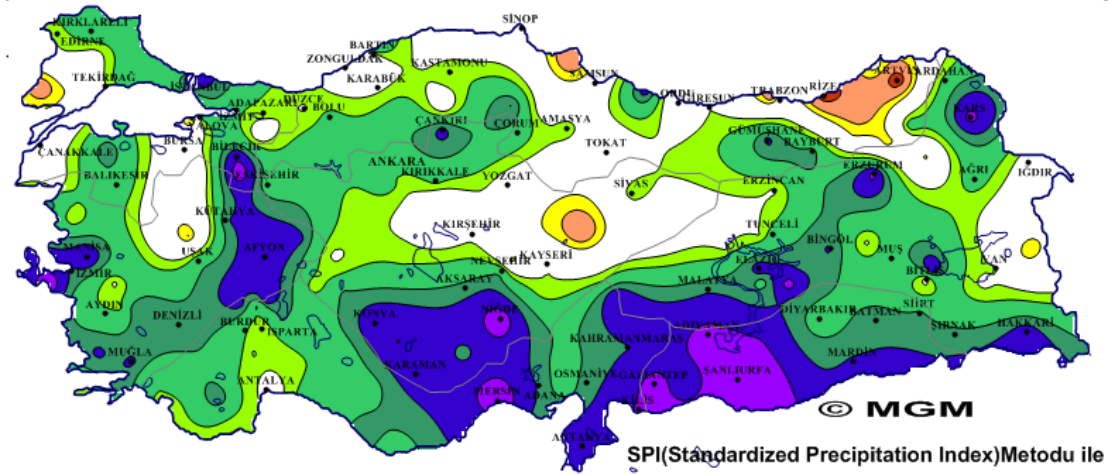 SİNOP
KIRKLARELİ
EDİRNE
BARTIN
ZONGULDAK
KASTAMONU
KARABÜK
TEKİRDAĞ
İSTANBUL
SAMSUN
ORDU
GİRESUN
TRABZON
RİZE
ARTVİN
ARDAHAN
KARS
ADAPAZARI
DÜZCE
BOLU
İZMİT
YALOVA
ÇANKIRI
ÇORUM
AMASYA
GÜMÜŞHANE
BAYBURT
ÇANAKKALE
BURSA
BİLECİK
ANKARA
TOKAT
ERZURUM
IĞDIR
BALIKESİR
ESKİŞEHİR
KIRIKKALE
YOZGAT
SİVAS
ERZİNCAN
AĞRI
KÜTAHYA
KIRŞEHİR
TUNCELİ
MANİSA
UŞAK
AFYON
KAYSERİ
BİNGÖL
MUŞ
VAN
İZMİR
NEVŞEHİR
AKSARAY
ELAZIĞ
MALATYA
BİTLİS
AYDIN
DENİZLİ
BURDUR
ISPARTA
KONYA
NİĞDE
KAHRAMANMARAŞ
ADIYAMAN
DİYARBAKIR
BATMAN
SİİRT
ŞIRNAK
HAKKARİ
MUĞLA
ANTALYA
KARAMAN
MERSİN
ADANA
OSMANİYE
GAZİANTEP
ŞANLIURFA
MARDİN
KİLİS
ANTAKYA
© MGM
SPI(Standardized Precipitation Index)Metodu ile